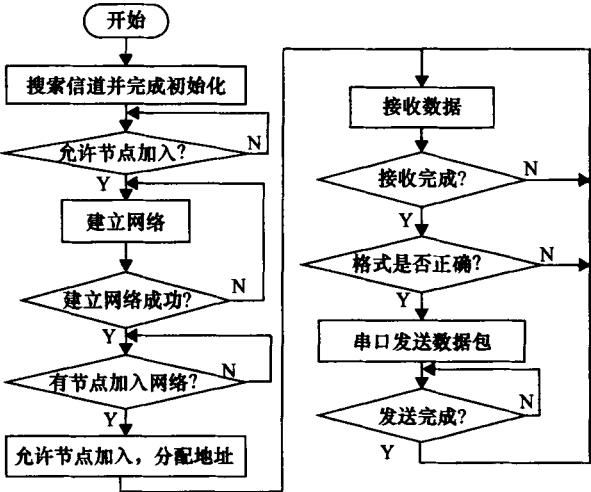 开始
搜索信道并完成初始化
允许节点加入?
N
Y
建立网络
建立网络成功?
N
Y
有节点加入网络?
N
Y
允许节点加入，分配地址
接收数据
接收完成?
N
Y
格式是否正确?
N
Y
串口发送数据包
发送完成?
N
Y